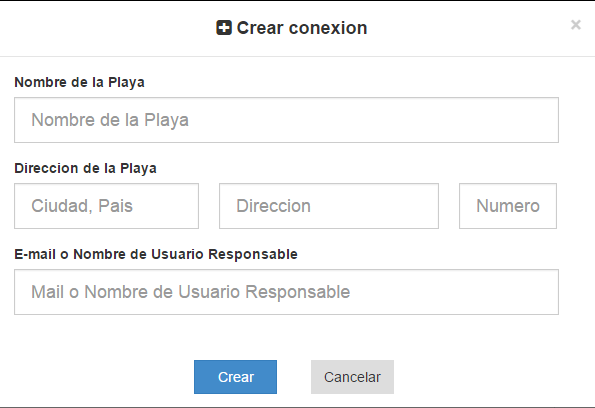 Crear conexion ×
Nombre de la Playa
Nombre de la Playa
Direccion de la Playa
Ciudad, Pais Direccion Numero
E-mail o Nombre de Usuario Responsable
Mail o Nombre de Usuario Responsable
Crear Cancelar